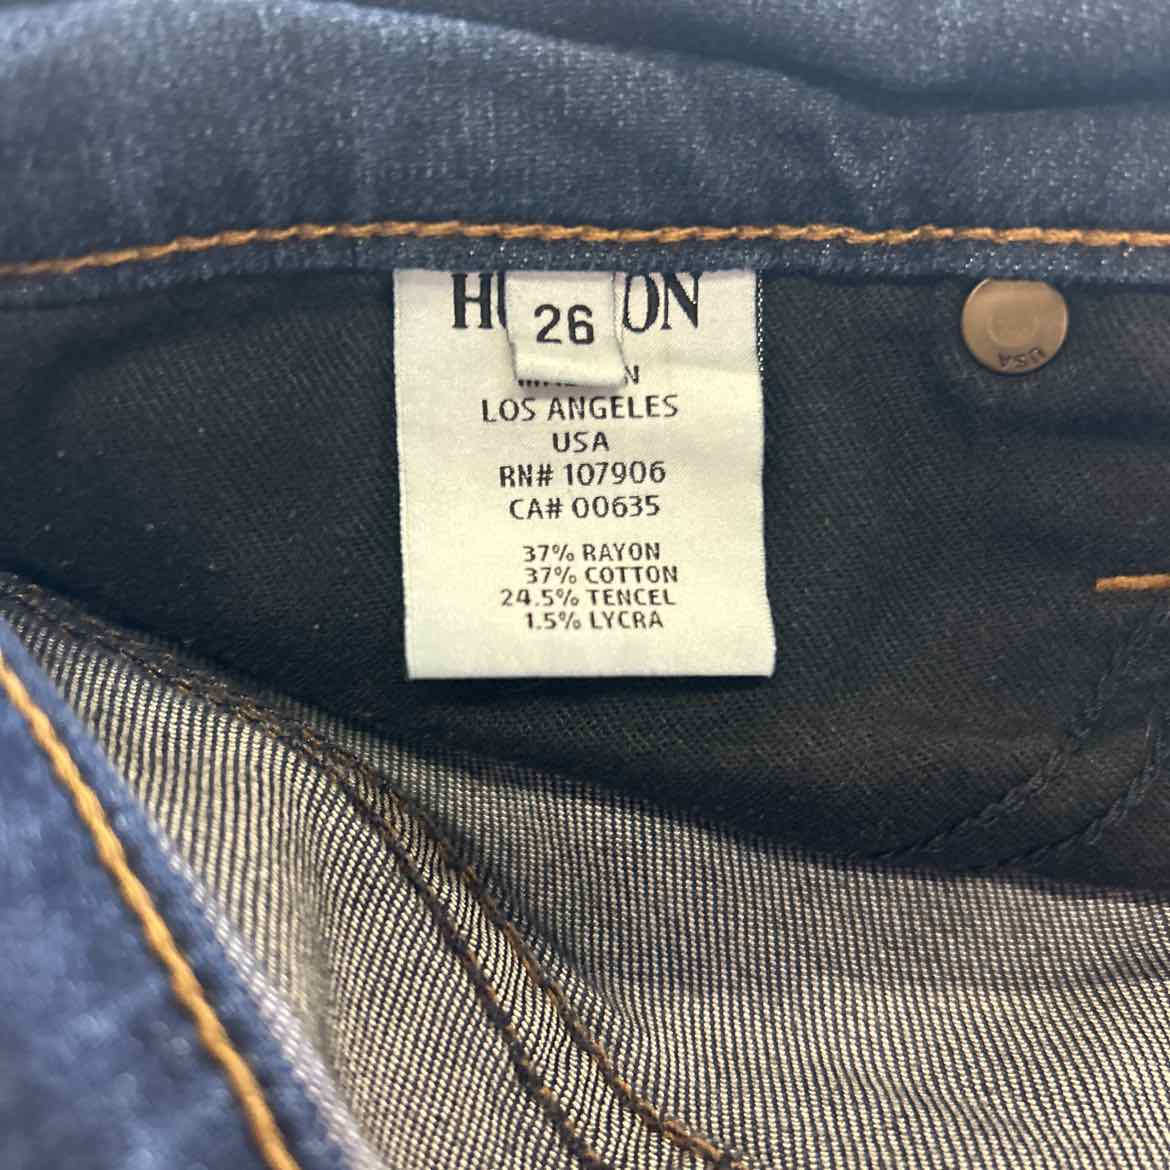 26
LOS ANGELES
USA
RN# 107906
CA# 00635
37% RAYON
37% COTTON
24.5% TENCEL
1.5% LYCRA
USA